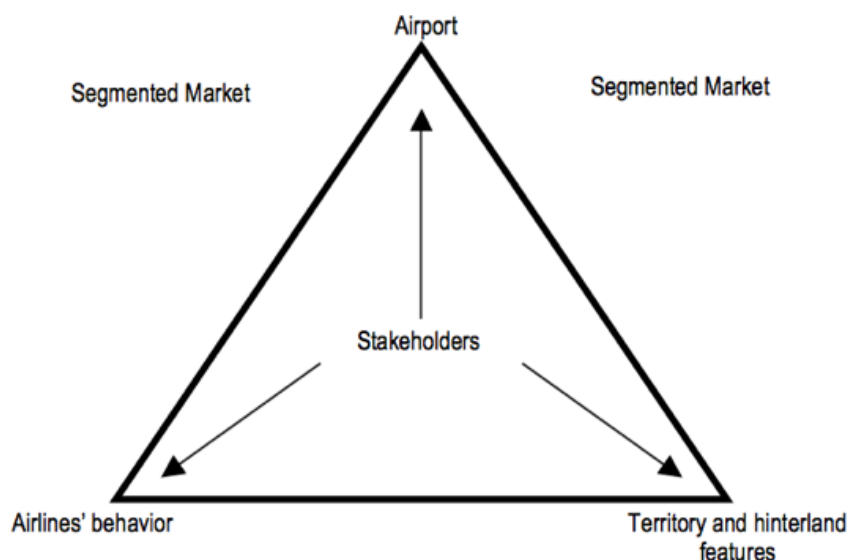 Airport
Segmented Market
Segmented Market
Stakeholders
Airlines’ behavior
Territory and hinterland
features